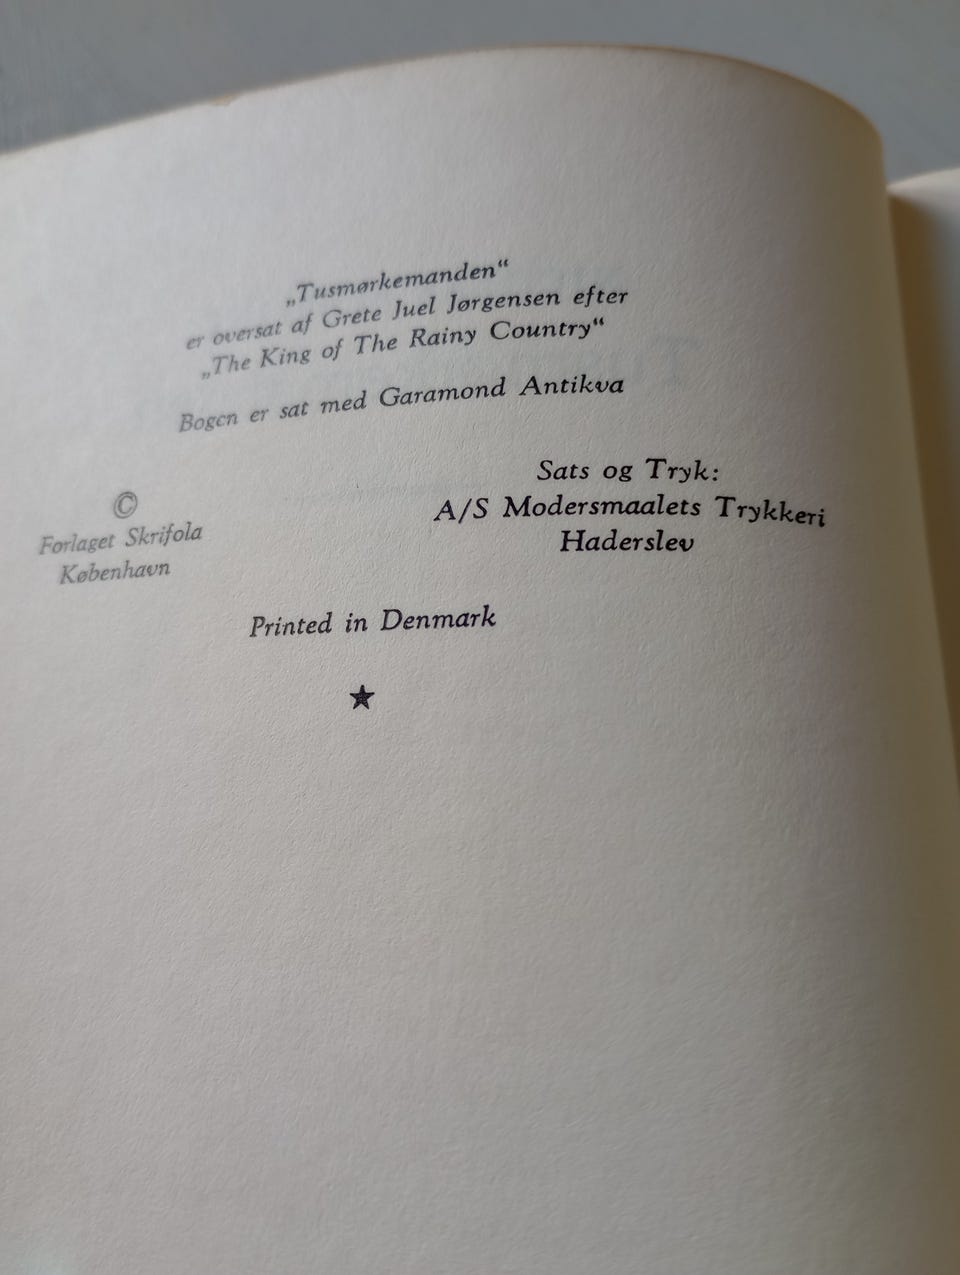 „Tusmørkemanden“
er oversat af Grete Juel Jørgensen efter
„The King of The Rainy Country“
Bogen er sat med Garamond Antikva
©
Forlaget Skrifola
København
Sats og Tryk:
A/S Modersmaalets Trykkeri
Haderslev
Printed in Denmark